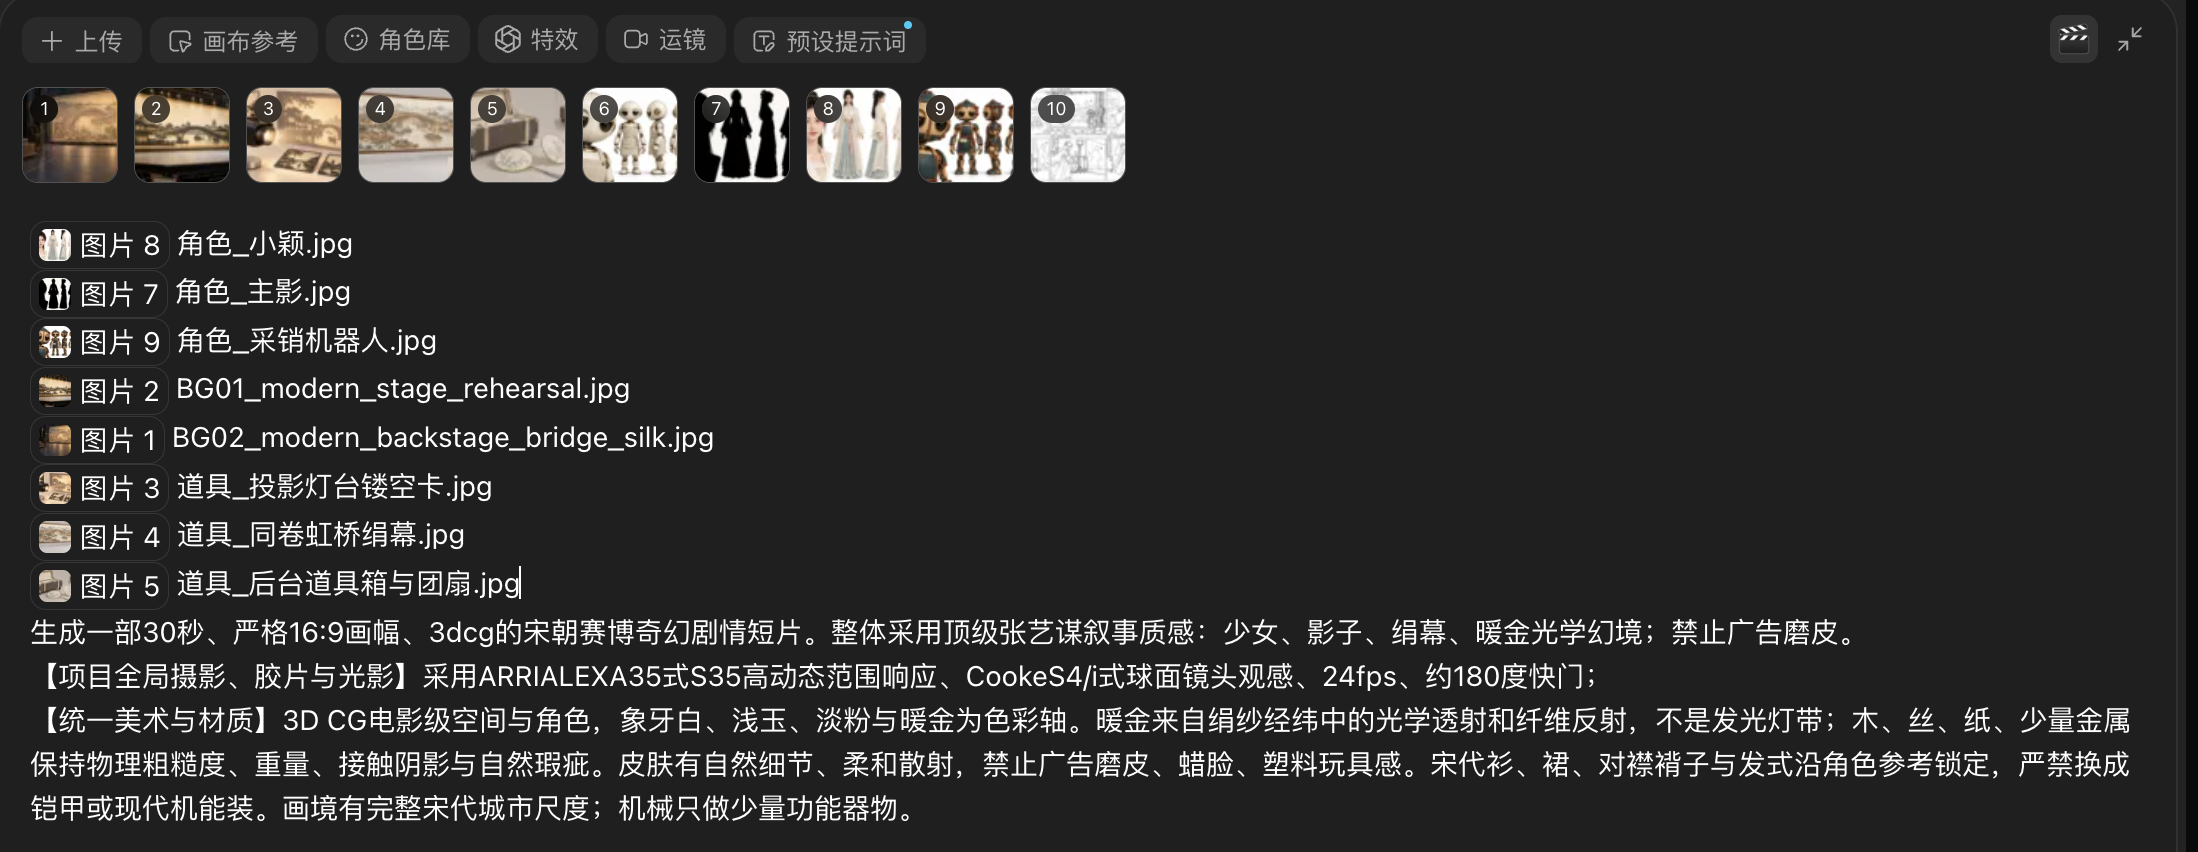 上传 画布参考 角色库 特效 运镜 预设提示词
1 2 3 4 5 6 7 8 9 10
图片 8 角色_小颖.jpg
图片 7 角色_主影.jpg
图片 9 角色_采销机器人.jpg
图片 2 BG01_modern_stage_rehearsal.jpg
图片 1 BG02_modern_backstage_bridge_silk.jpg
图片 3 道具_投影灯台镂空卡.jpg
图片 4 道具_同卷虹桥绢幕.jpg
图片 5 道具_后台道具箱与团扇.jpg
生成一部30秒、严格16:9画幅、3dcg的宋朝赛博奇幻剧情短片。整体采用顶级张艺谋叙事质感：少女、影子、绢幕、暖金光学幻境；禁止广告磨皮。
【项目全局摄影、胶片与光影】采用ARRIALEXA35式S35高动态范围响应、CookeS4/i式球面镜头观感、24fps、约180度快门；
【统一美术与材质】3D CG电影级空间与角色，象牙白、浅玉、淡粉与暖金为色彩轴。暖金来自绢纱经纬中的光学透射和纤维反射，不是发光灯带；木、丝、纸、少量金属
保持物理粗糙度、重量、接触阴影与自然瑕疵。皮肤有自然细节、柔和散射，禁止广告磨皮、蜡脸、塑料玩具感。宋代衫、裙、对襟褙子与发式沿角色参考锁定，严禁换成
铠甲或现代机能装。画境有完整宋代城市尺度；机械只做少量功能器物。